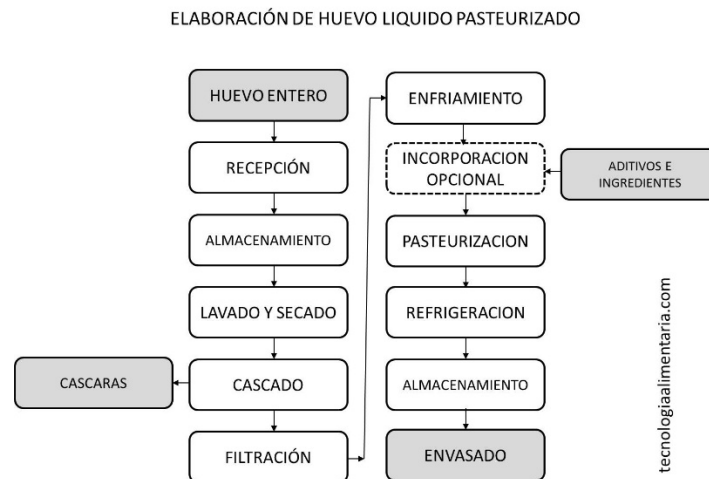 ELABORACIÓN DE HUEVO LIQUIDO PASTEURIZADO
HUEVO ENTERO
RECEPCIÓN
ALMACENAMIENTO
LAVADO Y SECADO
CASCADO
CASCARAS
FILTRACIÓN
ENFRIAMIENTO
INCORPORACION
OPCIONAL
ADITIVOS E
INGREDIENTES
PASTEURIZACION
REFRIGERACION
ALMACENAMIENTO
ENVASADO
tecnologiaalimentaria.com